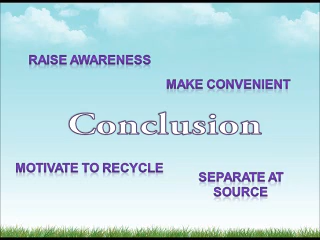 RAISE AWARENESS
MAKE CONVENIENT
Conclusion
MOTIVATE TO RECYCLE
SEPARATE AT
SOURCE